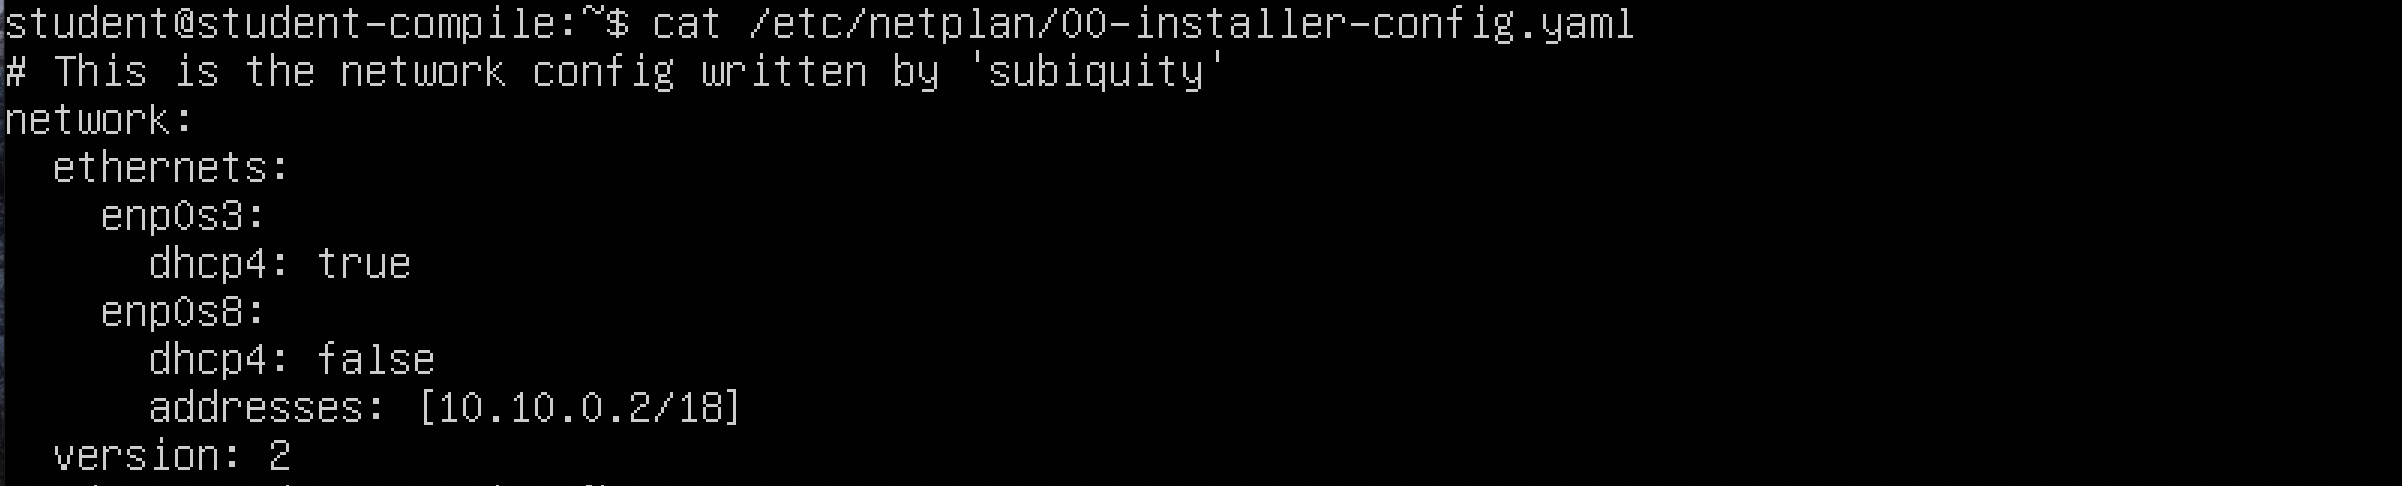 student@student-compile:~$ cat /etc/netplan/00-installer-config.yaml
# This is the network config written by 'subiquity'
network:
  ethernets:
    enp0s3:
      dhcp4: true
    enp0s8:
      dhcp4: false
      addresses: [10.10.0.2/18]
  version: 2